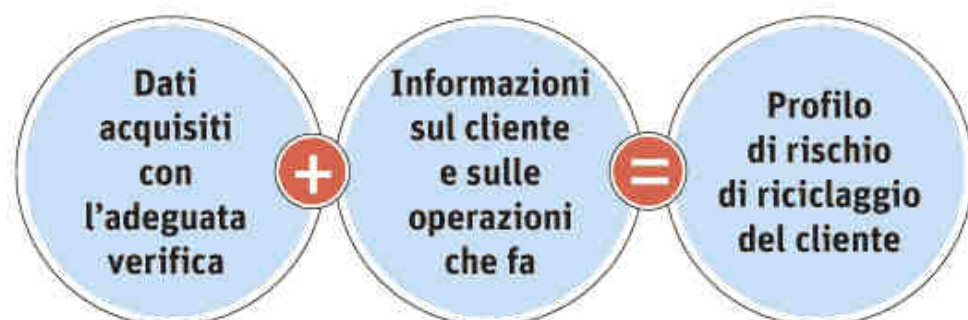 Dati
acquisiti
con
l'adeguata
verifica
+
Informazioni
sul cliente
e sulle
operazioni
che fa
=
Profilo
di rischio
di riciclaggio
del cliente